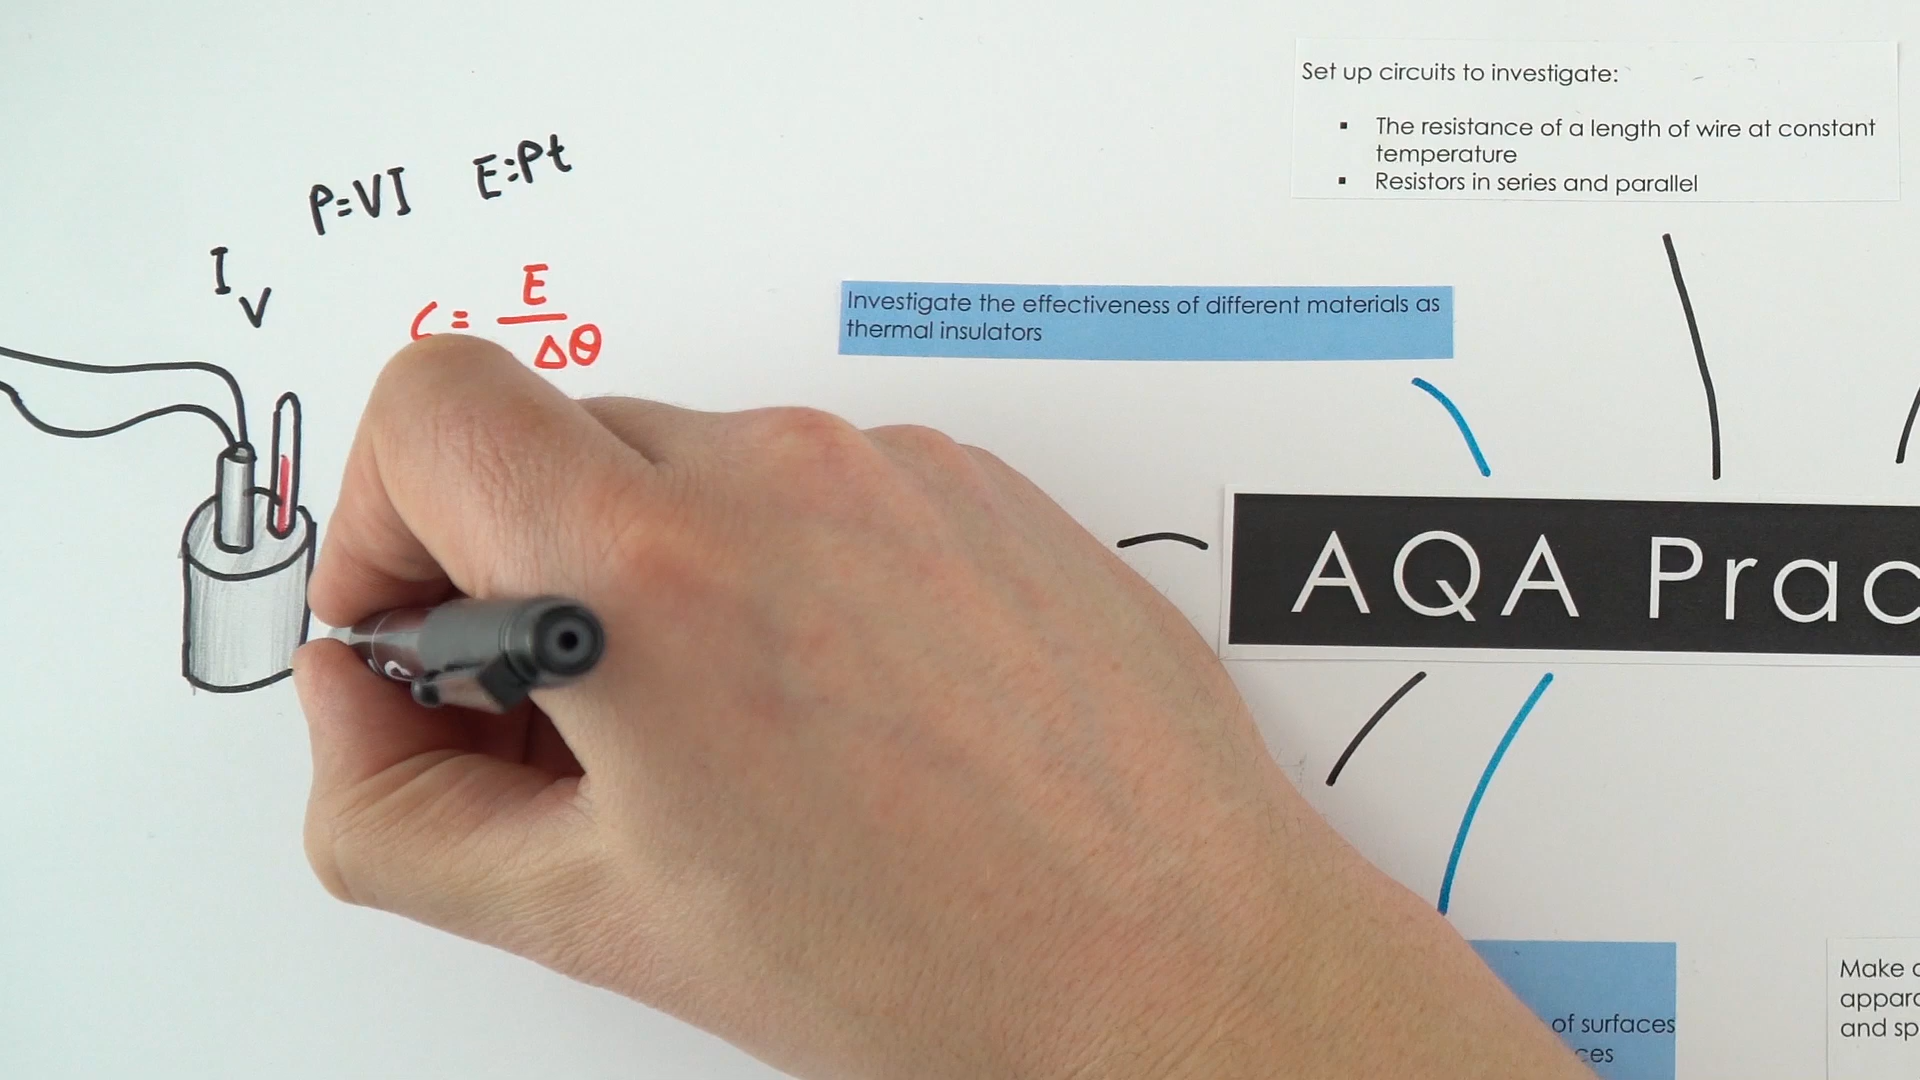 P=VI E=Pt
I
V
C = E
Δθ
Set up circuits to investigate:
▪ The resistance of a length of wire at constant
temperature
▪ Resistors in series and parallel
Investigate the effectiveness of different materials as
thermal insulators
AQA Prac
of surfaces
ces
Make
appar
and sp